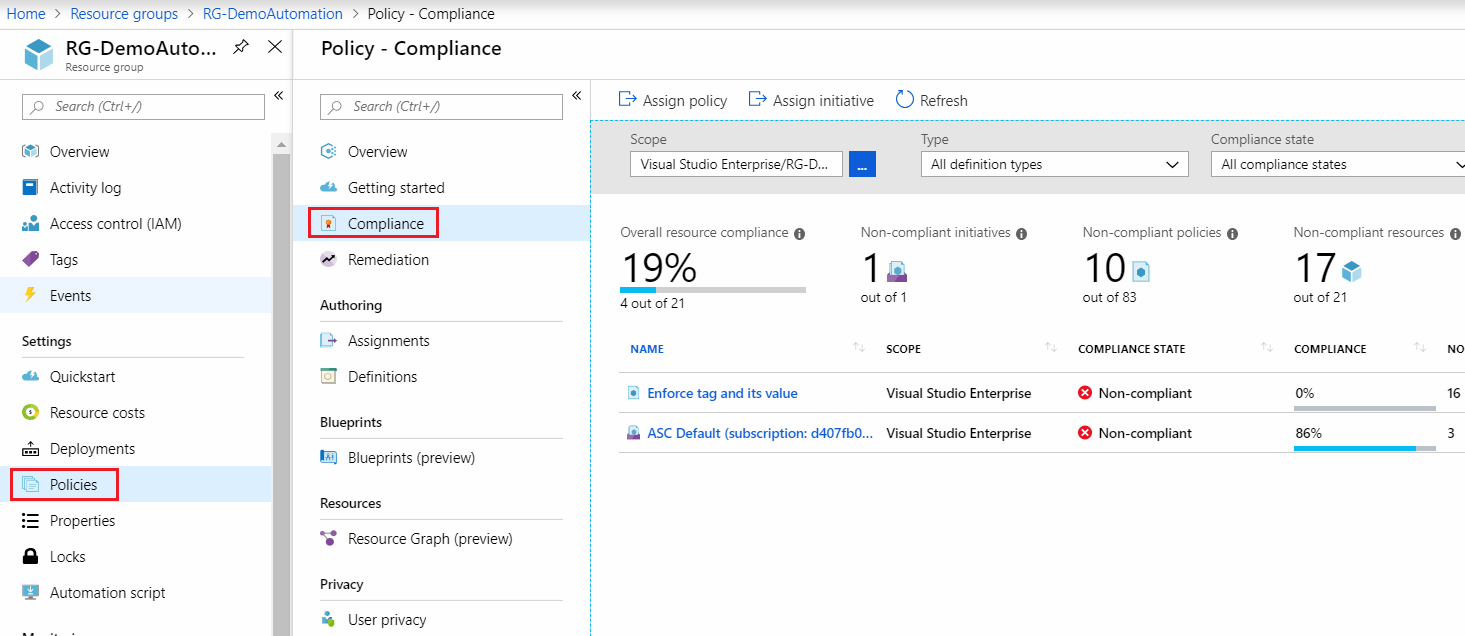 Home > Resource groups > RG-DemoAutomation > Policy - Compliance
RG-DemoAuto...
Resource group
Search (Ctrl+/)
Overview
Activity log
Access control (IAM)
Tags
Events
Settings
Quickstart
Resource costs
Deployments
Policies
Properties
Locks
Automation script
Policy - Compliance
Search (Ctrl+/)
Overview
Getting started
Compliance
Remediation
Authoring
Assignments
Definitions
Blueprints
Blueprints (preview)
Resources
Resource Graph (preview)
Privacy
User privacy
Assign policy Assign initiative Refresh
Scope Type Compliance state
Visual Studio Enterprise/RG-D... ... All definition types All compliance states
Overall resource compliance Non-compliant initiatives Non-compliant policies Non-compliant resources
19% 1 10 17
4 out of 21 out of 1 out of 83 out of 21
NAME SCOPE COMPLIANCE STATE COMPLIANCE NO
Enforce tag and its value Visual Studio Enterprise Non-compliant 0% 16
ASC Default (subscription: d407fb0... Visual Studio Enterprise Non-compliant 86% 3